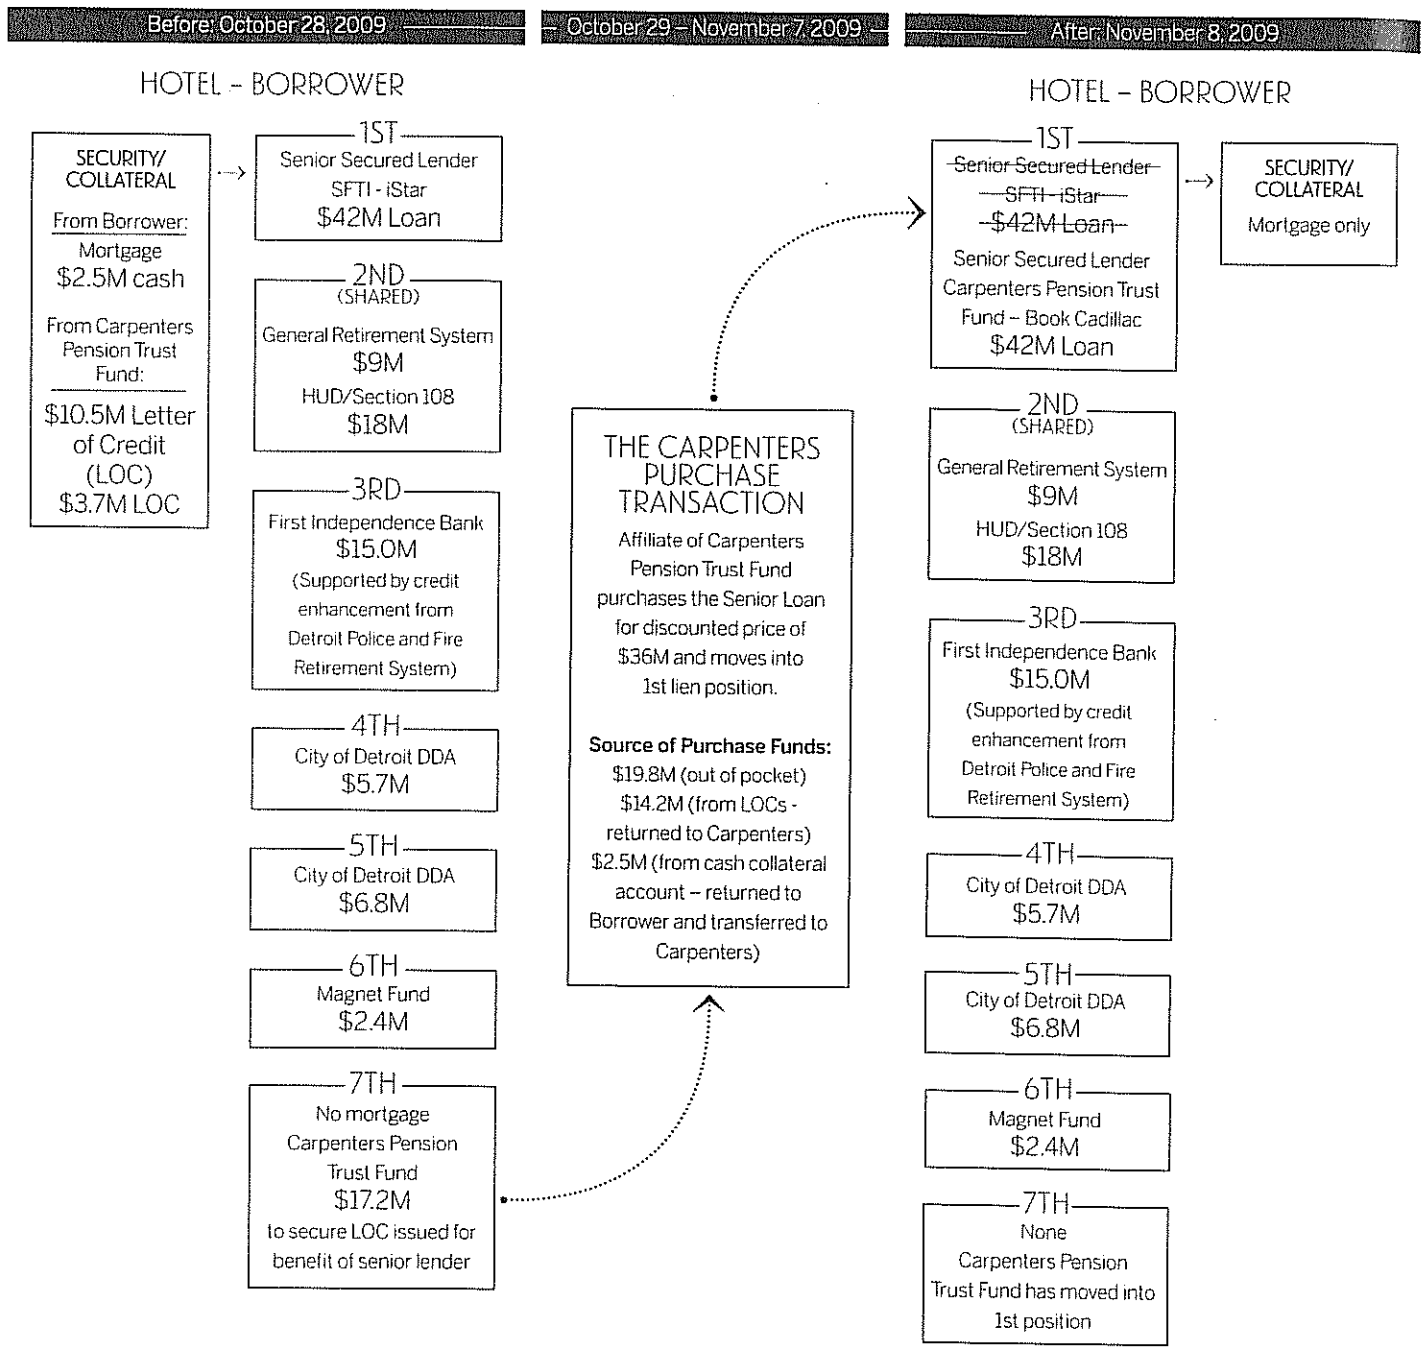 Before: October 28, 2009
HOTEL – BORROWER
SECURITY/
COLLATERAL
From Borrower:
Mortgage
$2.5M cash
From Carpenters
Pension Trust
Fund:
$10.5M Letter
of Credit
(LOC)
$3.7M LOC
1ST
Senior Secured Lender
SFTI - iStar
$42M Loan
2ND
(SHARED)
General Retirement System
$9M
HUD/Section 108
$18M
3RD
First Independence Bank
$15.0M
(Supported by credit
enhancement from
Detroit Police and Fire
Retirement System)
4TH
City of Detroit DDA
$5.7M
5TH
City of Detroit DDA
$6.8M
6TH
Magnet Fund
$2.4M
7TH
No mortgage
Carpenters Pension
Trust Fund
$17.2M
to secure LOC issued for
benefit of senior lender
October 29 – November 7, 2009
THE CARPENTERS
PURCHASE
TRANSACTION
Affiliate of Carpenters
Pension Trust Fund
purchases the Senior Loan
for discounted price of
$36M and moves into
1st lien position.
Source of Purchase Funds:
$19.8M (out of pocket)
$14.2M (from LOCs -
returned to Carpenters)
$2.5M (from cash collateral
account – returned to
Borrower and transferred to
Carpenters)
After: November 8, 2009
HOTEL – BORROWER
1ST
Senior Secured Lender
SFTI - iStar
$42M Loan
Senior Secured Lender
Carpenters Pension Trust
Fund – Book Cadillac
$42M Loan
SECURITY/
COLLATERAL
Mortgage only
2ND
(SHARED)
General Retirement System
$9M
HUD/Section 108
$18M
3RD
First Independence Bank
$15.0M
(Supported by credit
enhancement from
Detroit Police and Fire
Retirement System)
4TH
City of Detroit DDA
$5.7M
5TH
City of Detroit DDA
$6.8M
6TH
Magnet Fund
$2.4M
7TH
None
Carpenters Pension
Trust Fund has moved into
1st position